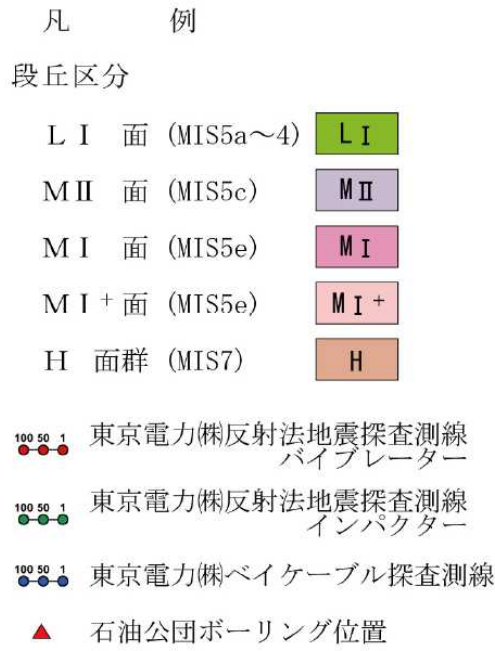 凡　　例
段丘区分
LⅠ 面 (MIS5a～4) LⅠ
MⅡ 面 (MIS5c) MⅡ
MⅠ 面 (MIS5e) MⅠ
MⅠ+面 (MIS5e) MⅠ+
H 面群 (MIS7) H
100 50 1 東京電力㈱反射法地震探査測線
バイブレーター
100 50 1 東京電力㈱反射法地震探査測線
インパクター
100 50 1 東京電力㈱ベイケーブル探査測線
石油公団ボーリング位置